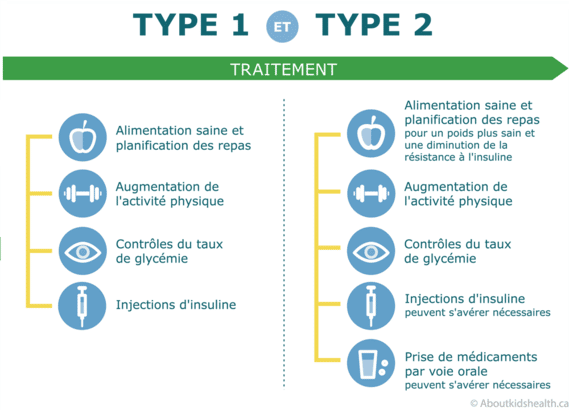 TYPE 1 ET TYPE 2
TRAITEMENT
Alimentation saine et
planification des repas
Augmentation de
l'activité physique
Contrôles du taux
de glycémie
Injections d'insuline
Alimentation saine et
planification des repas
pour un poids plus sain et
une diminution de la
résistance à l'insuline
Augmentation de
l'activité physique
Contrôles du taux
de glycémie
Injections d'insuline
peuvent s'avérer nécessaires
Prise de médicaments
par voie orale
peuvent s'avérer nécessaires
© Aboutkidshealth.ca